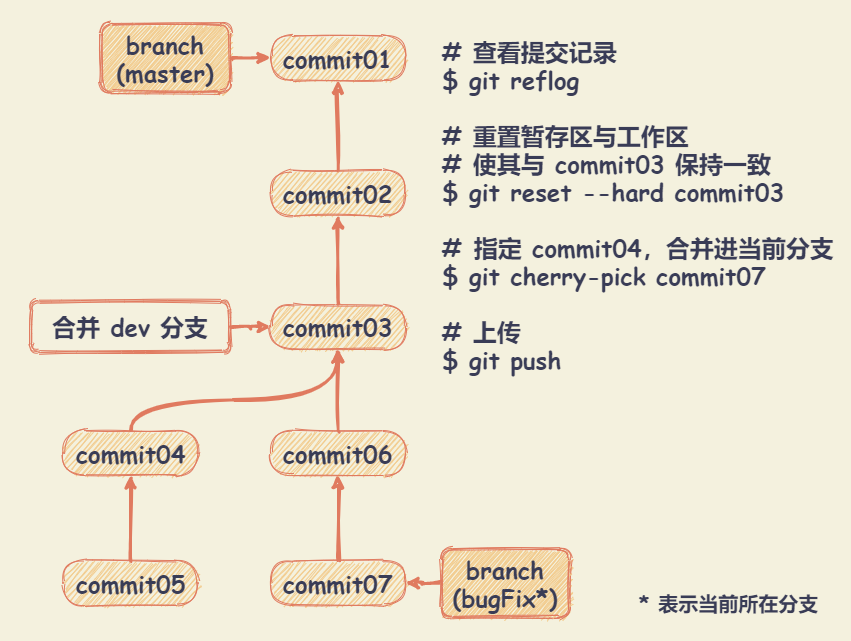 branch
(master)
commit01
commit02
合并 dev 分支
commit03
commit04
commit06
commit05
commit07
branch
(bugFix*)
# 查看提交记录
$ git reflog
# 重置暂存区与工作区
# 使其与 commit03 保持一致
$ git reset --hard commit03
# 指定 commit04，合并进当前分支
$ git cherry-pick commit07
# 上传
$ git push
* 表示当前所在分支